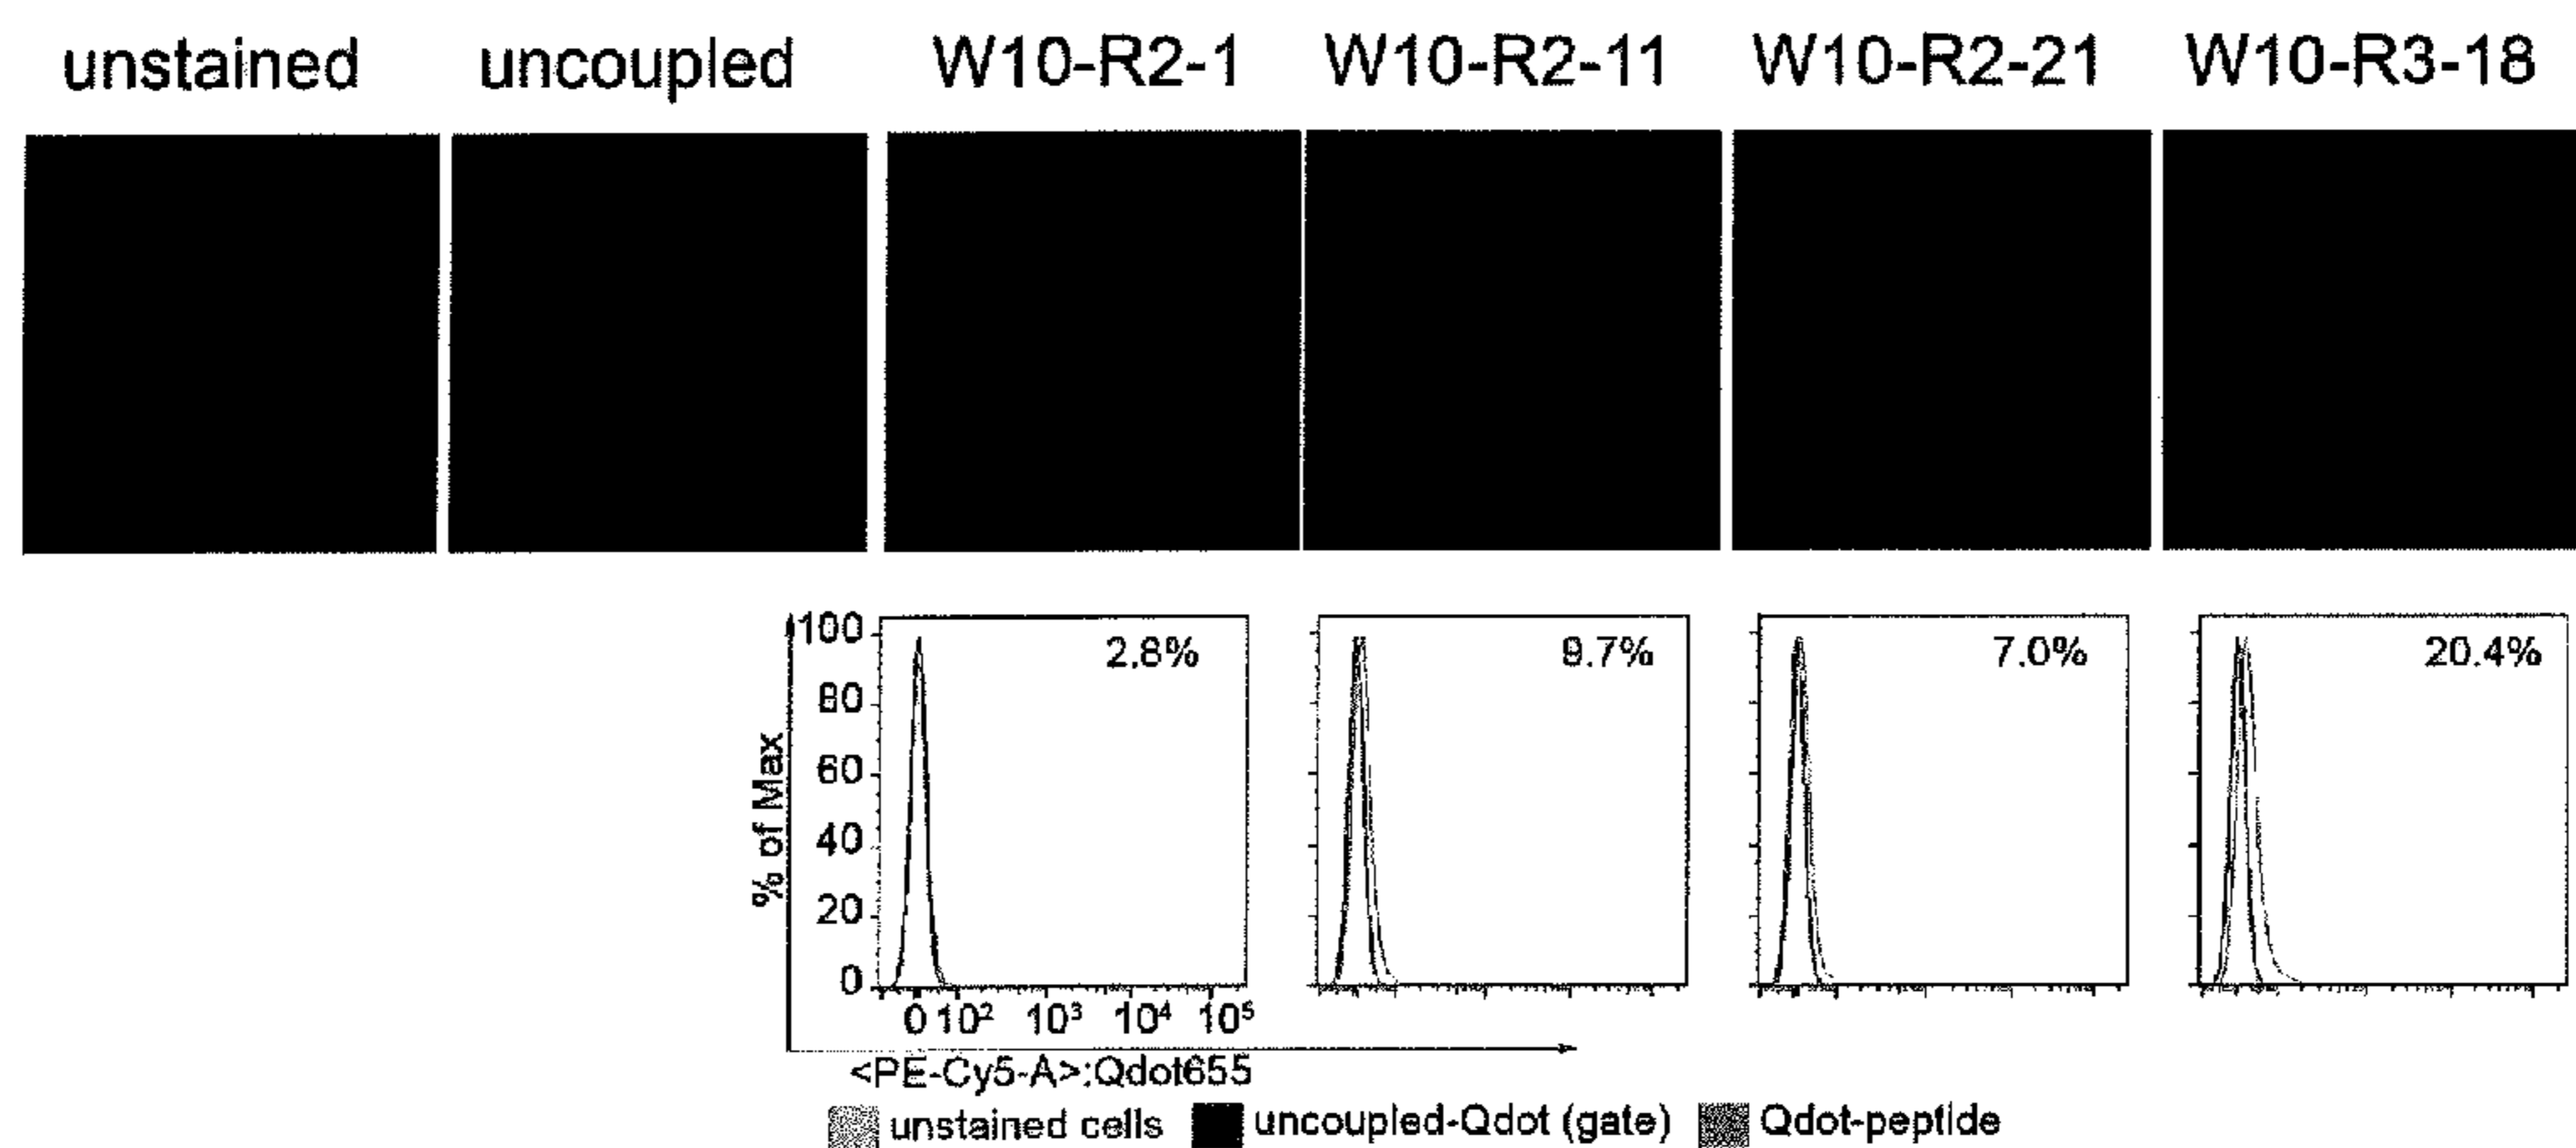 unstained uncoupled W10-R2-1 W10-R2-11 W10-R2-21 W10-R3-18
100 2.8% 9.7% 7.0% 20.4%
80
60
40
20
0
% of Max
0 10² 10³ 10⁴ 10⁵
<PE-Cy5-A>:Qdot655
unstained cells uncoupled-Qdot (gate) Qdot-peptide